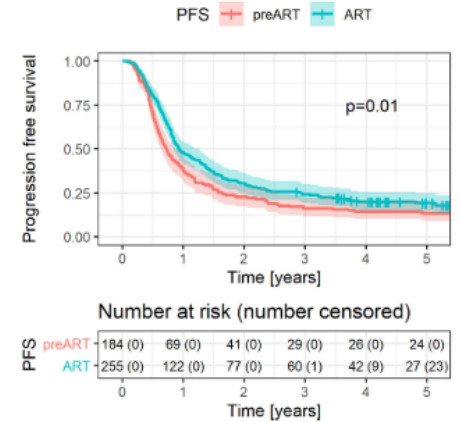 PFS preART ART
1.00
0.75
0.50
0.25
0.00
Progression free survival
p=0.01
0 1 2 3 4 5
Time [years]
Number at risk (number censored)
PFS
preART 184 (0) 69 (0) 41 (0) 29 (0) 26 (0) 24 (0)
ART 255 (0) 122 (0) 77 (0) 60 (1) 42 (9) 27 (23)
0 1 2 3 4 5
Time [years]